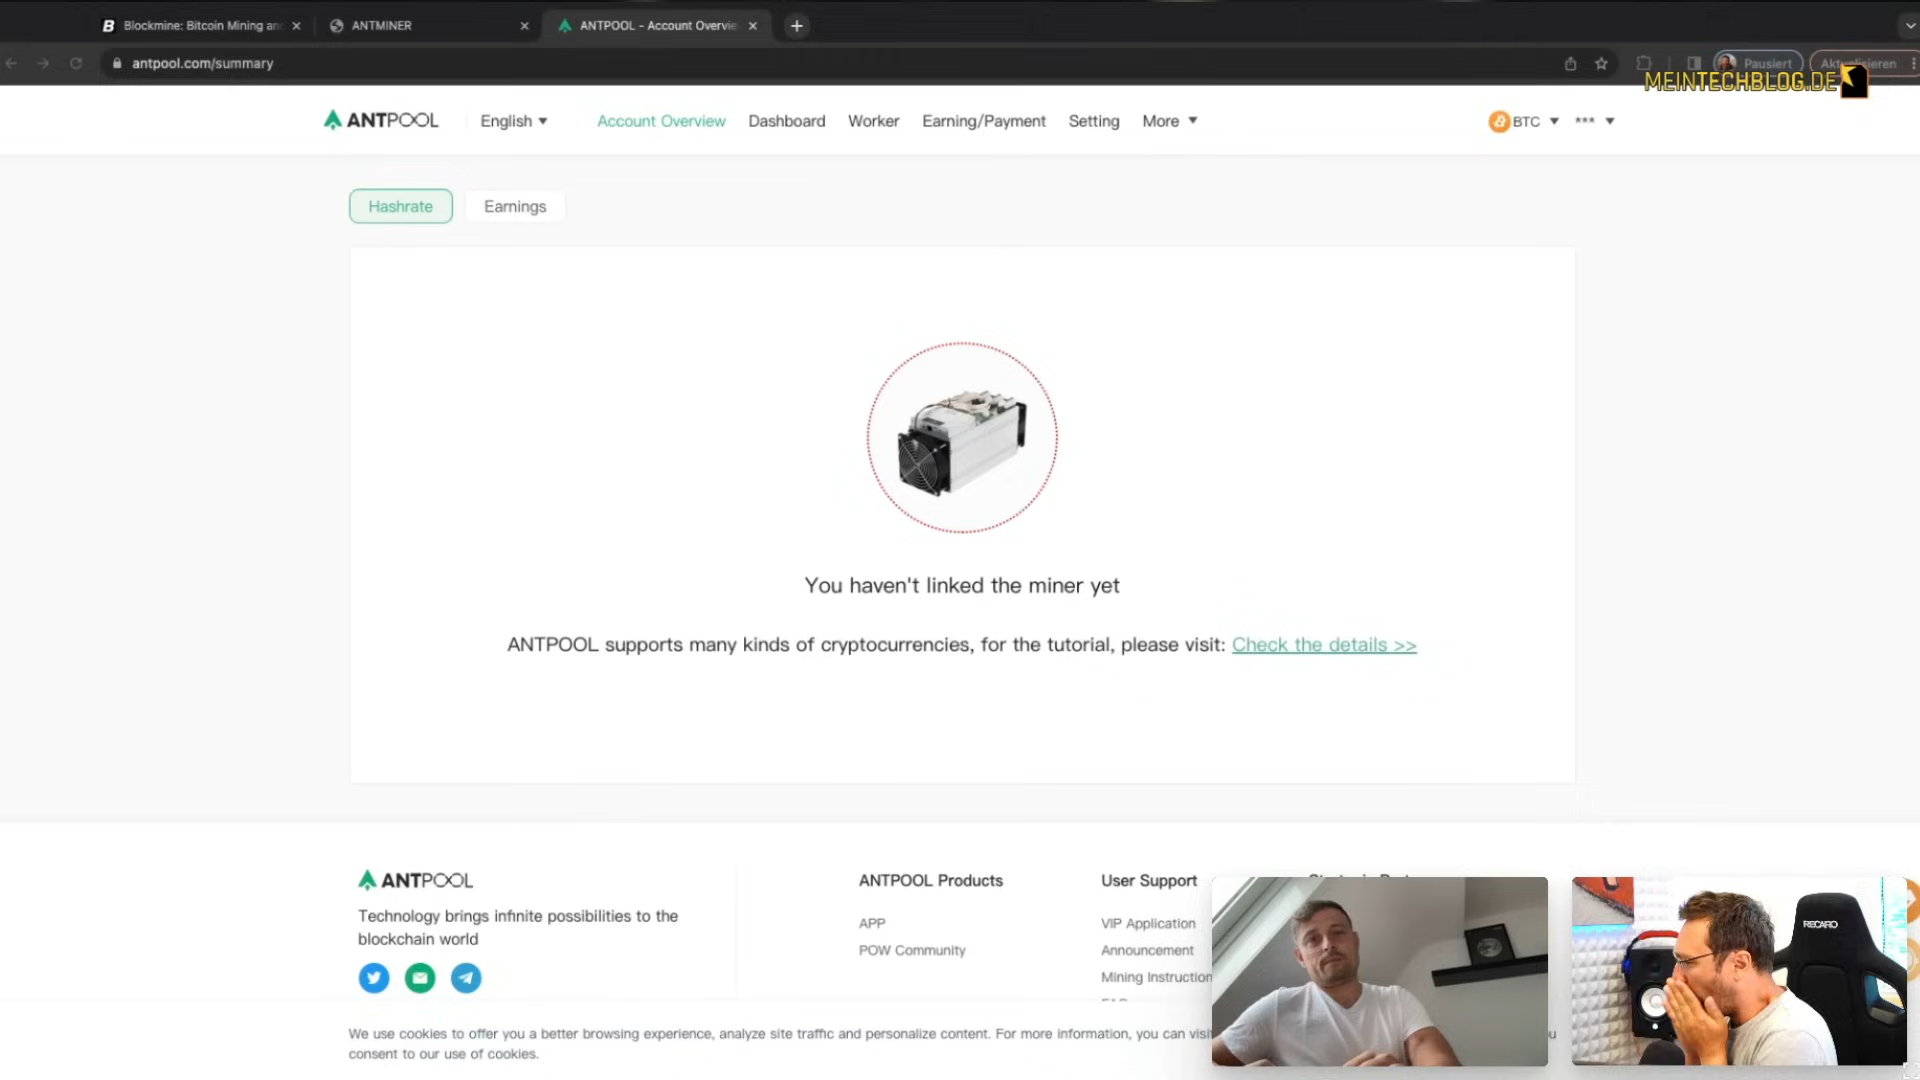 Blockmine: Bitcoin Mining an
ANTMINER
ANTPOOL - Account Overvie
antpool.com/summary
Pausiert
Aktualisieren
MEINTECHBLOG.DE
ANTPOOL
English
Account Overview
Dashboard
Worker
Earning/Payment
Setting
More
BTC
***
Hashrate
Earnings
You haven't linked the miner yet
ANTPOOL supports many kinds of cryptocurrencies, for the tutorial, please visit: Check the details >>
ANTPOOL
Technology brings infinite possibilities to the
blockchain world
ANTPOOL Products
APP
POW Community
User Support
VIP Application
Announcement
Mining Instruction
RECARO
We use cookies to offer you a better browsing experience, analyze site traffic and personalize content. For more information, you can visi
consent to our use of cookies.